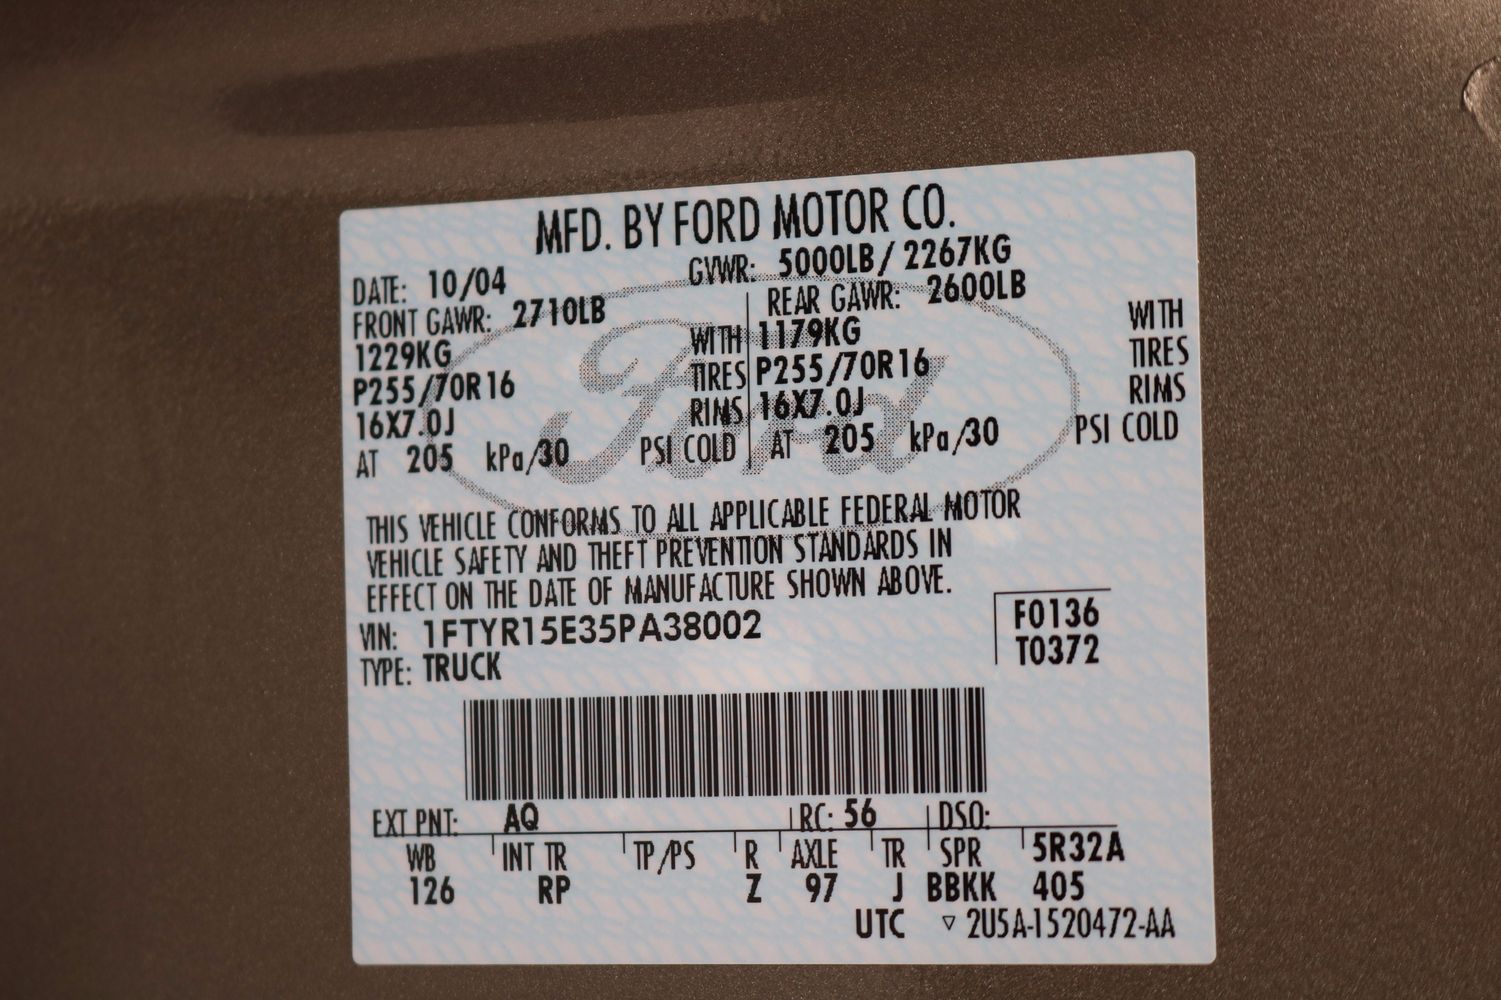 MFD. BY FORD MOTOR CO.
DATE: 10/04 GVWR: 5000LB / 2267KG
FRONT GAWR: 2710LB REAR GAWR: 2600LB
1229KG WITH 1179KG WITH
P255/70R16 TIRES P255/70R16 TIRES
16X7.0J RIMS 16X7.0J RIMS
AT 205 kPa/30 PSI COLD AT 205 kPa/30 PSI COLD
Ford
THIS VEHICLE CONFORMS TO ALL APPLICABLE FEDERAL MOTOR
VEHICLE SAFETY AND THEFT PREVENTION STANDARDS IN
EFFECT ON THE DATE OF MANUFACTURE SHOWN ABOVE.
VIN: 1FTYR15E35PA38002 F0136
TYPE: TRUCK T0372
EXT PNT: AQ RC: 56 DSO:
WB INT TR TP/PS R AXLE TR SPR 5R32A
126 RP Z 97 J BBKK 405
UTC ▽ 2U5A-1520472-AA